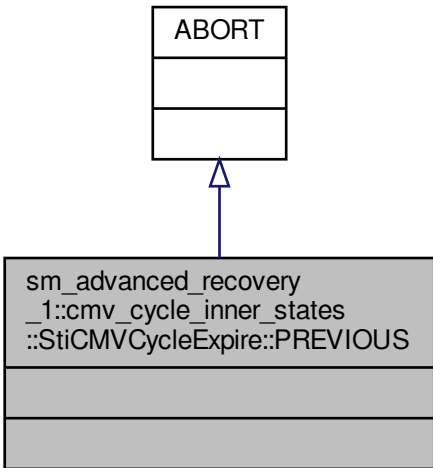 ABORT
sm_advanced_recovery
_1::cmv_cycle_inner_states
::StiCMVCycleExpire::PREVIOUS